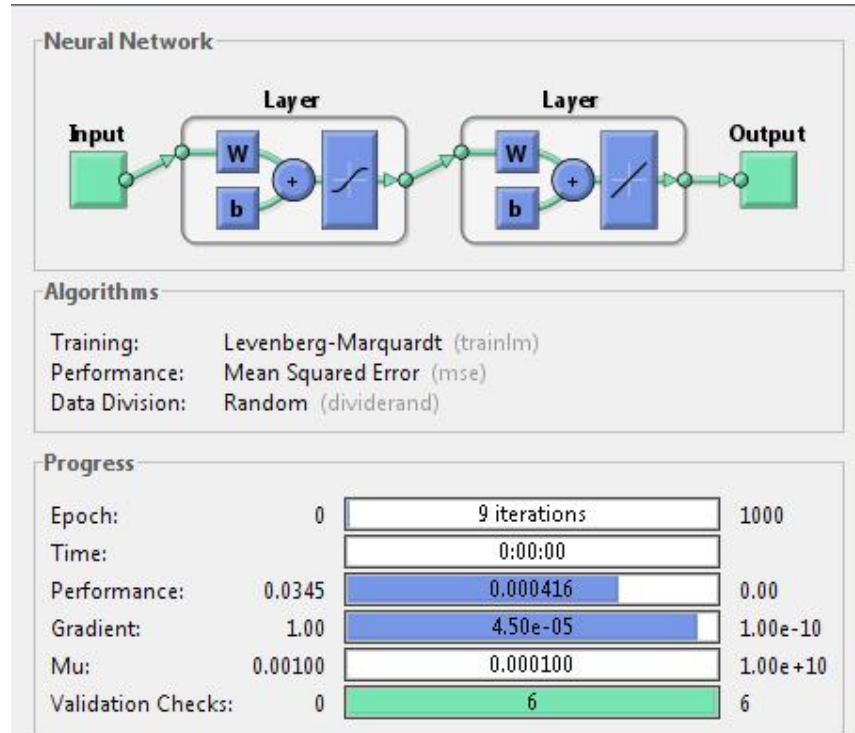 Neural Network
Layer Layer
Input Output
W W
+ +
b b
Algorithms
Training: Levenberg-Marquardt (trainlm)
Performance: Mean Squared Error (mse)
Data Division: Random (dividerand)
Progress
Epoch: 0 9 iterations 1000
Time: 0:00:00
Performance: 0.0345 0.000416 0.00
Gradient: 1.00 4.50e-05 1.00e-10
Mu: 0.00100 0.000100 1.00e+10
Validation Checks: 0 6 6